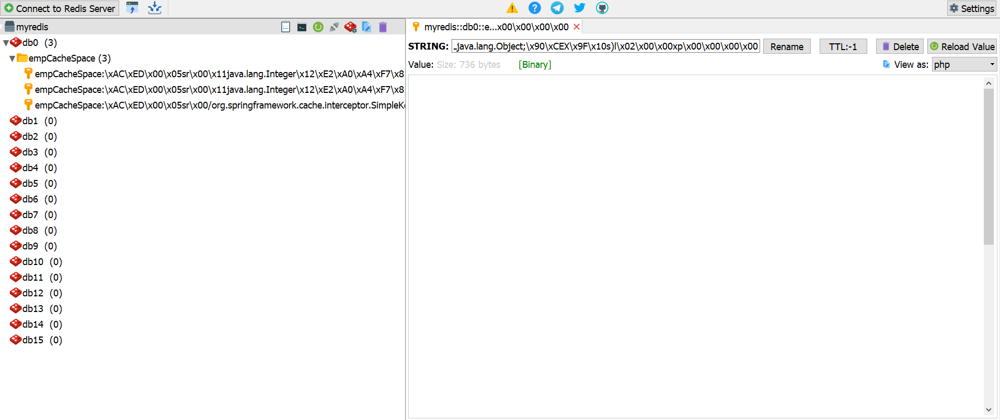 Connect to Redis Server
Settings
myredis
myredis::db0::e...x00\x00\x00\x00
db0 (3)
STRING: .java.lang.Object;\x90\xCEX\x9F\x10s)l\x02\x00\x00xp\x00\x00\x00\x00 Rename TTL:-1 Delete Reload Value
empCacheSpace (3)
Value: Size: 736 bytes [Binary] View as: php
empCacheSpace:\xAC\xED\x00\x05sr\x00\x11java.lang.Integer\x12\xE2\xA0\xA4\xF7\x8
empCacheSpace:\xAC\xED\x00\x05sr\x00\x11java.lang.Integer\x12\xE2\xA0\xA4\xF7\x8
empCacheSpace:\xAC\xED\x00\x05sr\x00/org.springframework.cache.interceptor.SimpleKe
db1 (0)
db2 (0)
db3 (0)
db4 (0)
db5 (0)
db6 (0)
db7 (0)
db8 (0)
db9 (0)
db10 (0)
db11 (0)
db12 (0)
db13 (0)
db14 (0)
db15 (0)